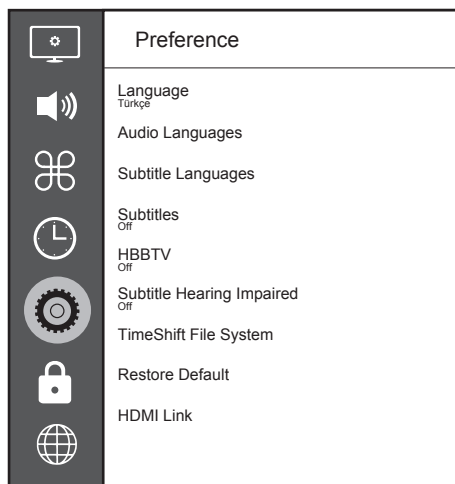 Preference
Language
Türkçe
Audio Languages
Subtitle Languages
Subtitles
Off
HBBTV
Off
Subtitle Hearing Impaired
Off
TimeShift File System
Restore Default
HDMI Link